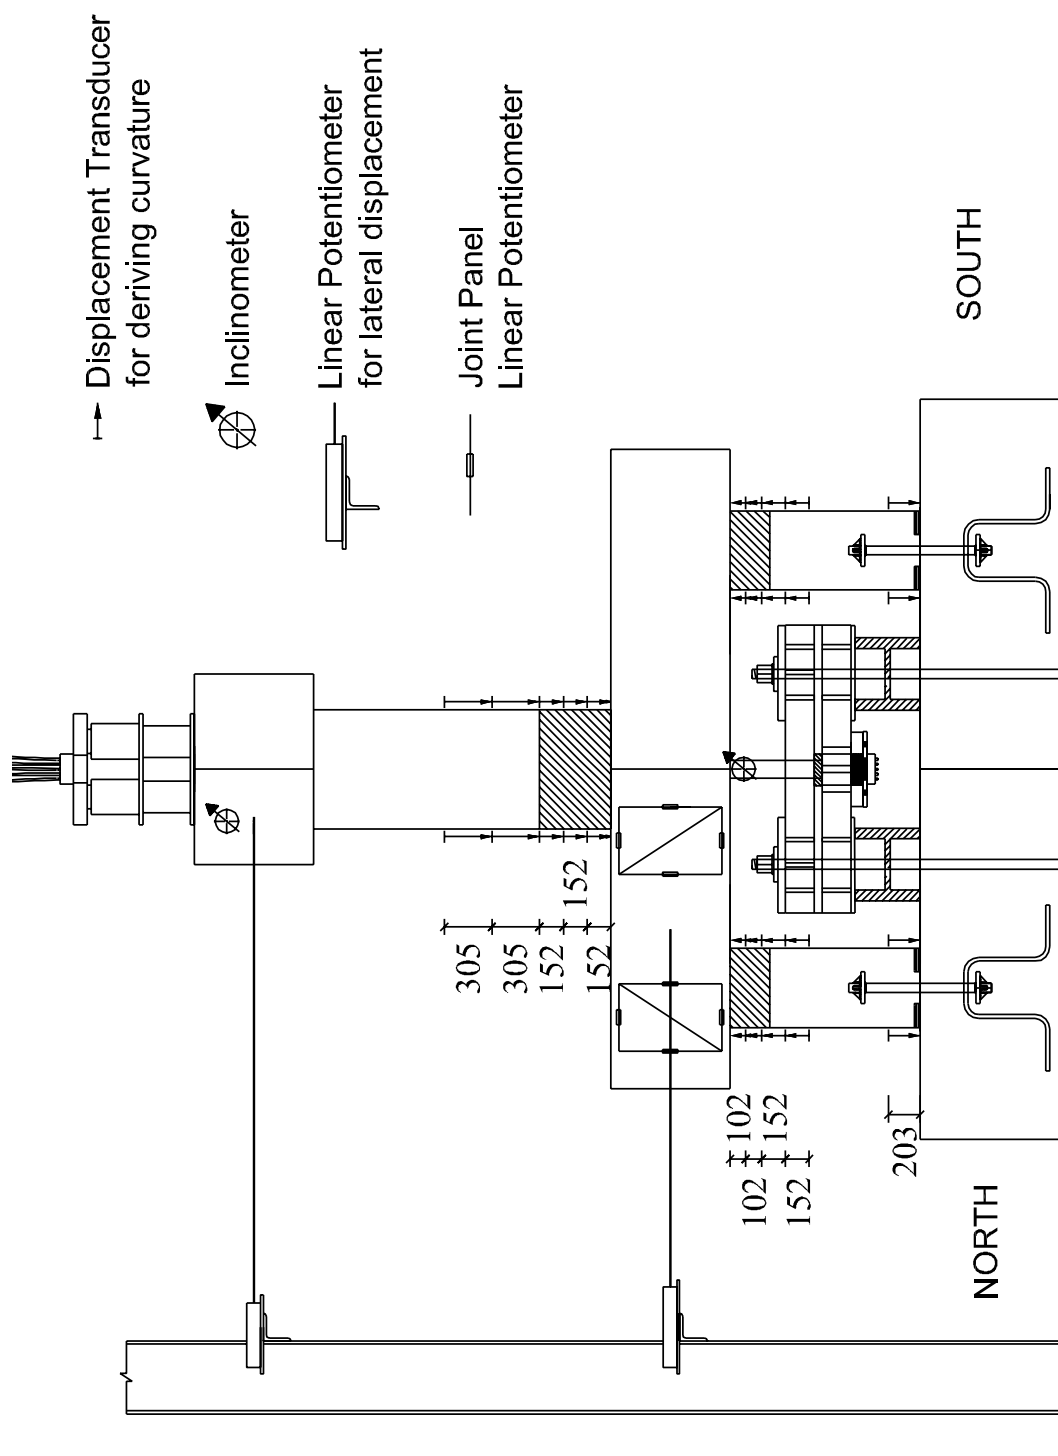 Displacement Transducer
for deriving curvature
Inclinometer
Linear Potentiometer
for lateral displacement
Joint Panel
Linear Potentiometer
SOUTH
305
305
152
152
152
102
102
152
152
203
NORTH